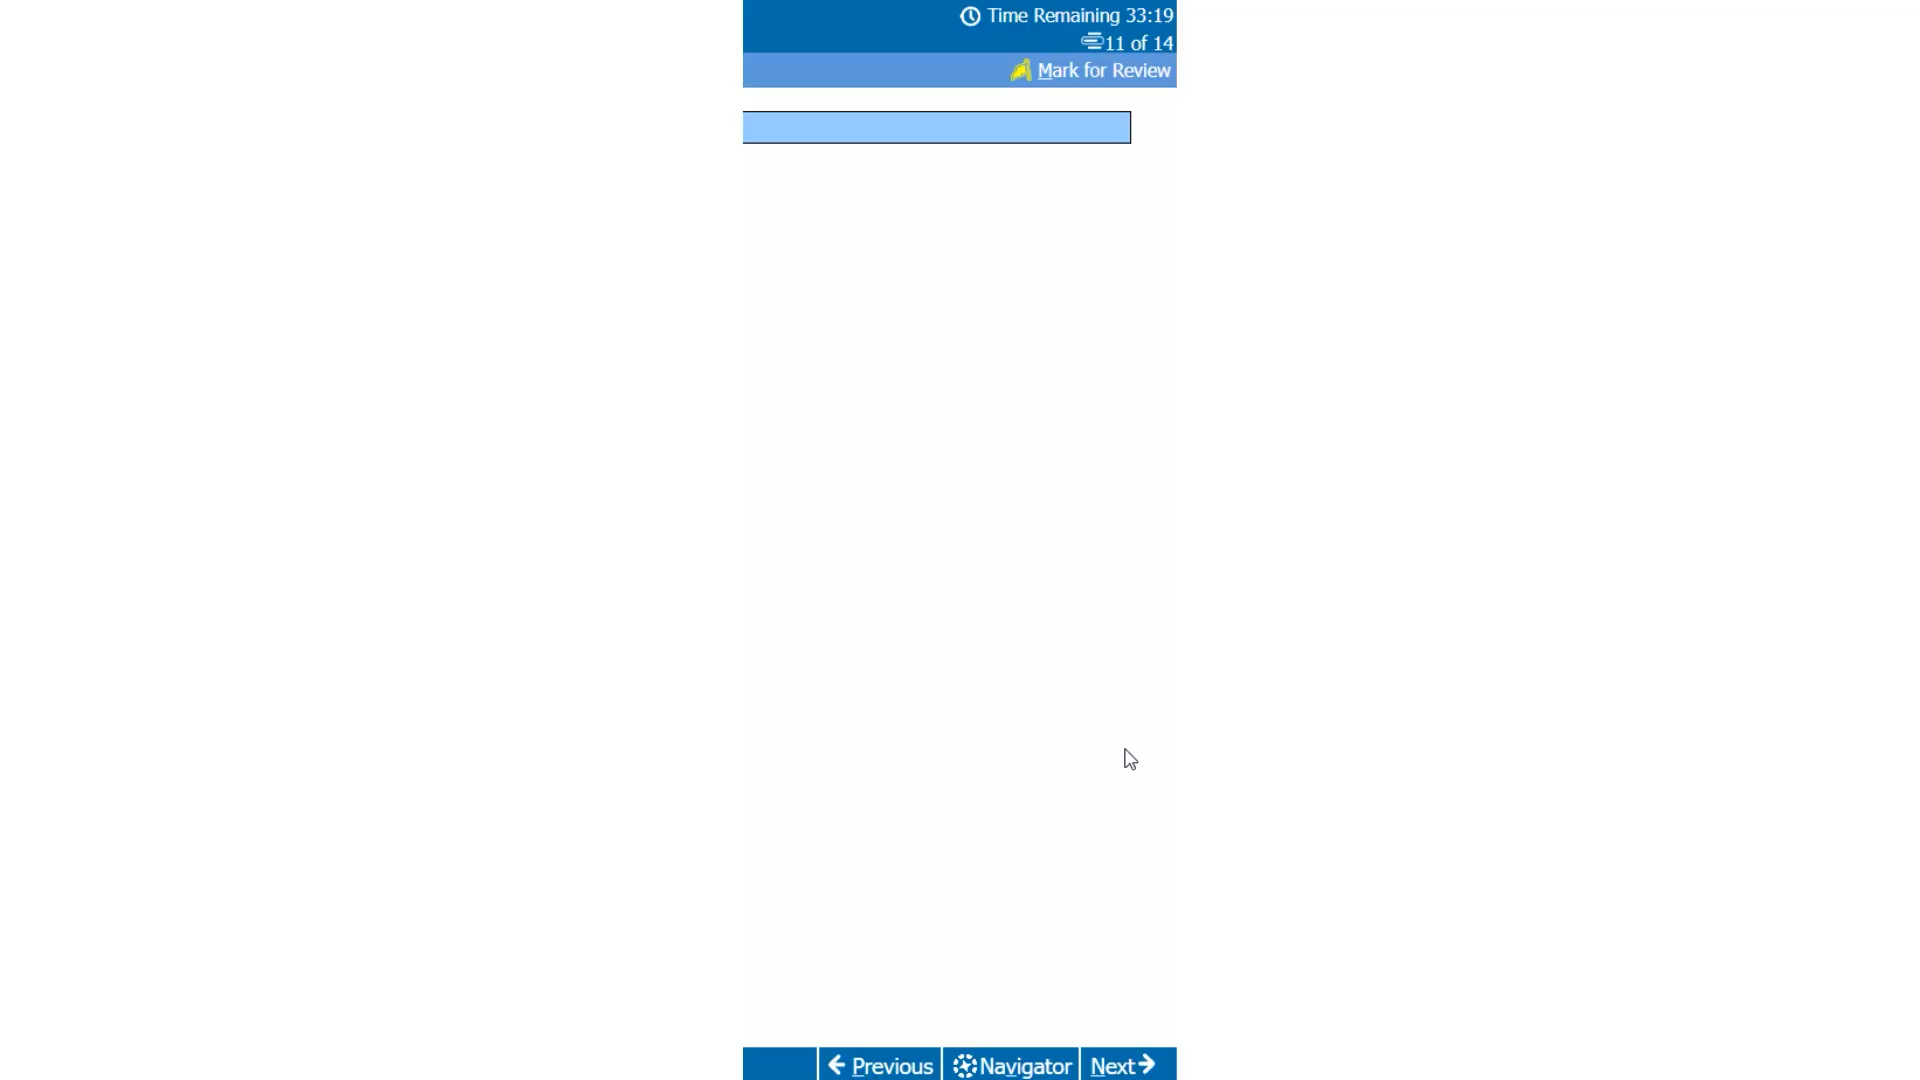 Time Remaining 33:19
11 of 14
Mark for Review
Previous Navigator Next